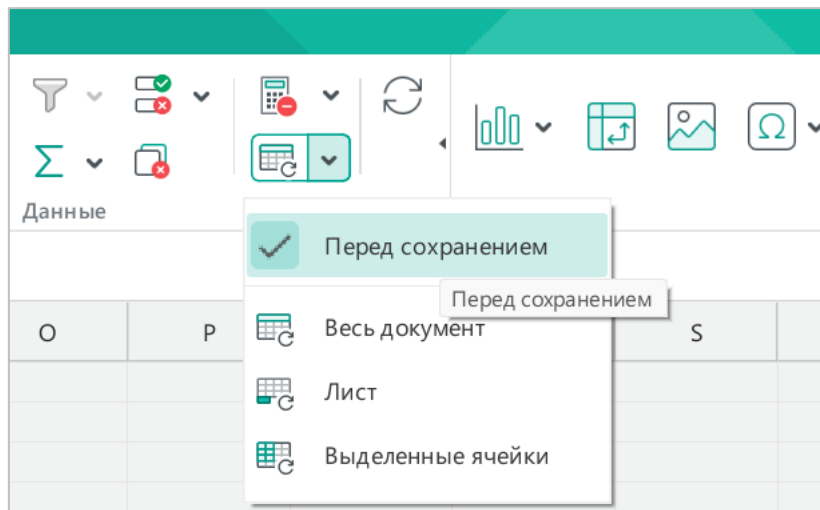 Данные
Перед сохранением
Перед сохранением
Весь документ
O P S
Лист
Выделенные ячейки